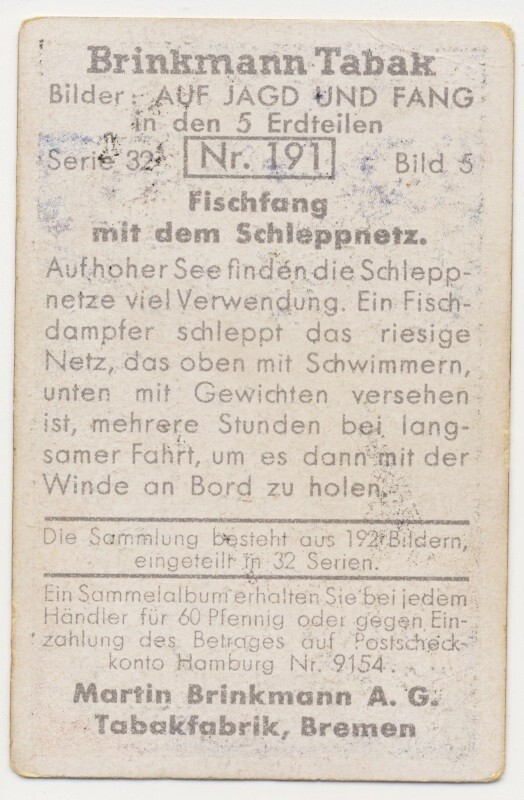 Brinkmann Tabak
Bilder: AUF JAGD UND FANG
in den 5 Erdteilen
Serie 32 Nr. 191 Bild 5
Fischfang
mit dem Schleppnetz.
Auf hoher See finden die Schlepp-
netze viel Verwendung. Ein Fisch-
dampfer schleppt das riesige
Netz, das oben mit Schwimmern,
unten mit Gewichten versehen
ist, mehrere Stunden bei lang-
samer Fahrt, um es dann mit der
Winde an Bord zu holen.
Die Sammlung besteht aus 192 Bildern,
eingeteilt in 32 Serien.
Ein Sammelalbum erhalten Sie bei jedem
Händler für 60 Pfennig oder gegen Ein-
zahlung des Betrages auf Postscheck-
konto Hamburg Nr. 9154.
Martin Brinkmann A. G.
Tabakfabrik, Bremen